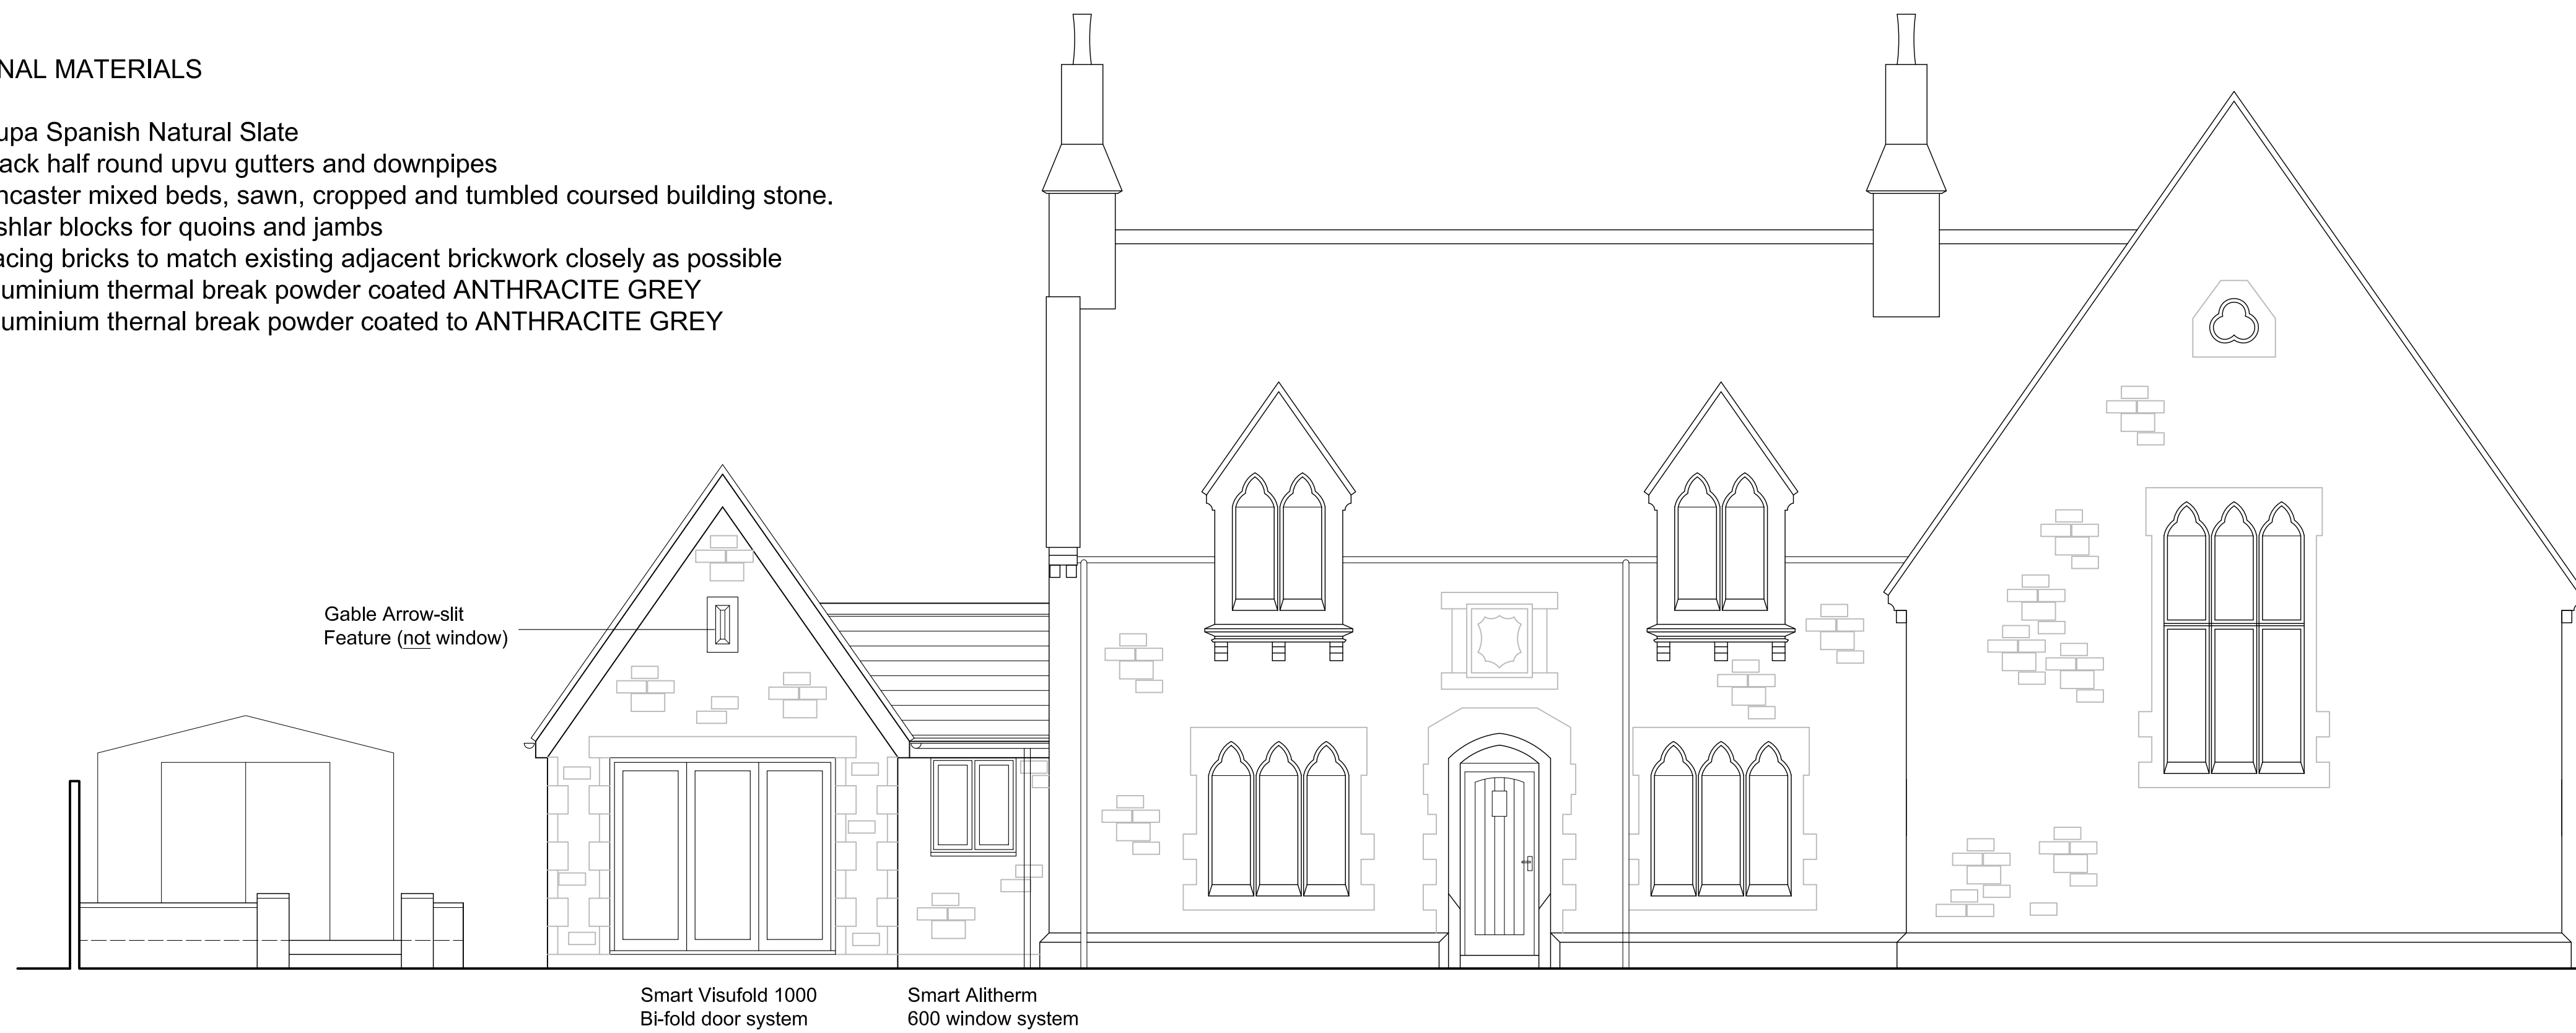 NAL MATERIALS
upa Spanish Natural Slate
ack half round upvu gutters and downpipes
ncaster mixed beds, sawn, cropped and tumbled coursed building stone.
shlar blocks for quoins and jambs
acing bricks to match existing adjacent brickwork closely as possible
uminium thermal break powder coated ANTHRACITE GREY
uminium thernal break powder coated to ANTHRACITE GREY
Gable Arrow-slit
Feature (not window)
Smart Visufold 1000
Bi-fold door system
Smart Alitherm
600 window system